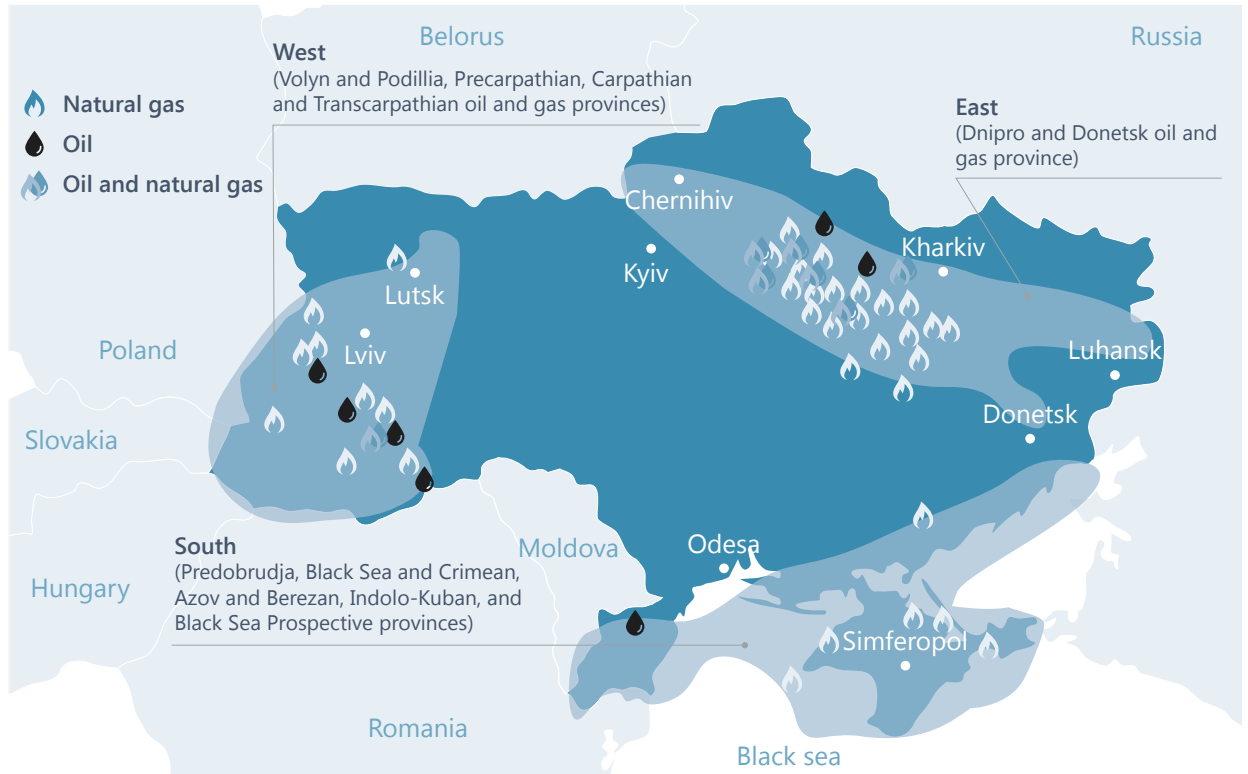 Belorus
Russia
West
(Volyn and Podillia, Precarpathian, Carpathian
and Transcarpathian oil and gas provinces)
Natural gas
Oil
Oil and natural gas
East
(Dnipro and Donetsk oil and
gas province)
Chernihiv
Kharkiv
Kyiv
Lutsk
Poland
Lviv
Luhansk
Donetsk
Slovakia
South
(Predobrudja, Black Sea and Crimean,
Azov and Berezan, Indolo-Kuban, and
Black Sea Prospective provinces)
Moldova
Odesa
Hungary
Simferopol
Romania
Black sea